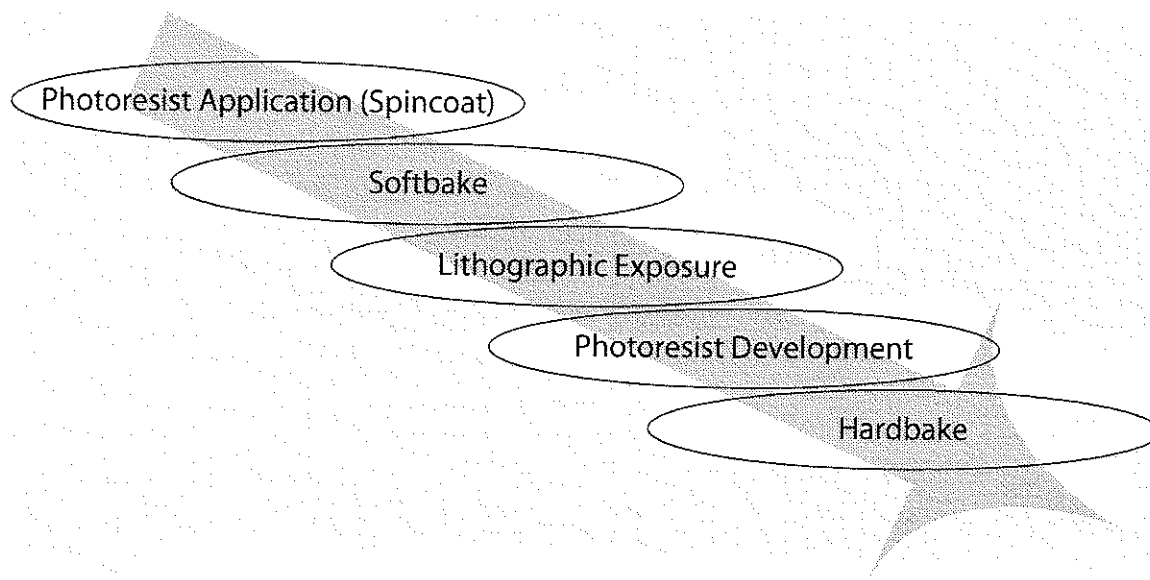 Photoresist Application (Spincoat)
Softbake
Lithographic Exposure
Photoresist Development
Hardbake